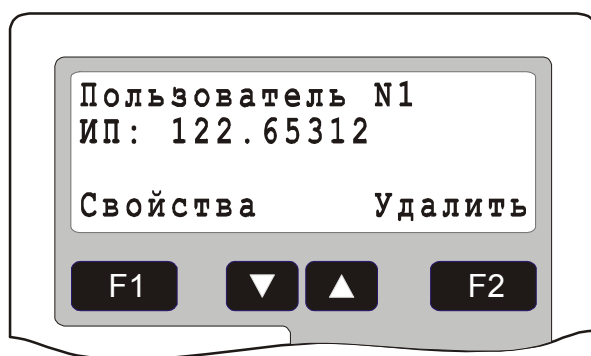 Пользователь N1
ИП: 122.65312
Свойства Удалить
F1 ▼ ▲ F2